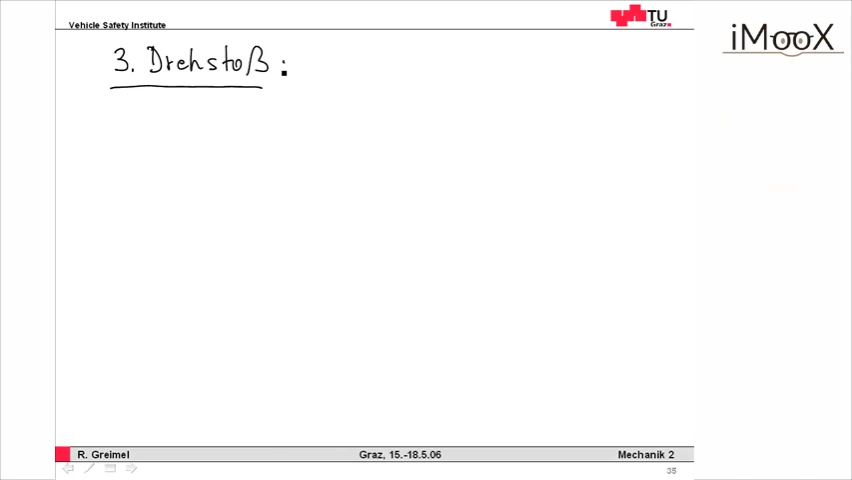 Vehicle Safety Institute
TU
Graz
iMooX
3. Drehstoß :
R. Greimel
Graz, 15.-18.5.06
Mechanik 2
35